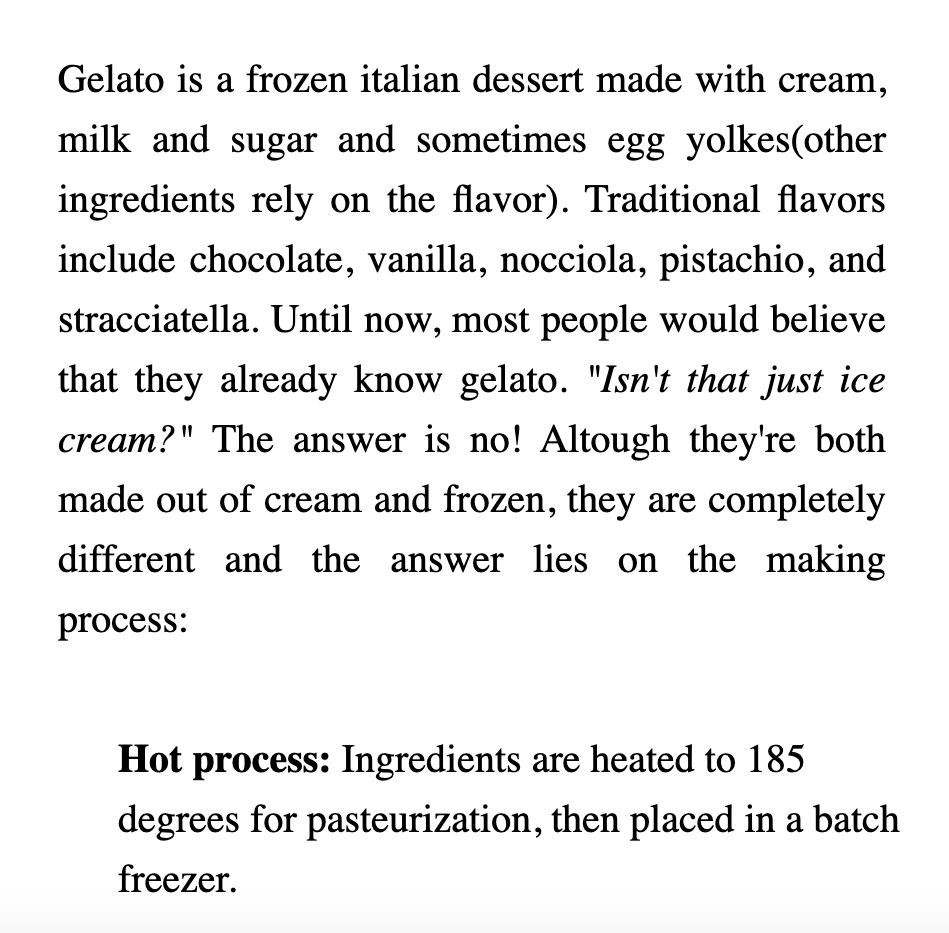 Gelato is a frozen italian dessert made with cream,
milk and sugar and sometimes egg yolkes(other
ingredients rely on the flavor). Traditional flavors
include chocolate, vanilla, nocciola, pistachio, and
stracciatella. Until now, most people would believe
that they already know gelato. "Isn't that just ice
cream?" The answer is no! Altough they're both
made out of cream and frozen, they are completely
different and the answer lies on the making
process:
Hot process: Ingredients are heated to 185
degrees for pasteurization, then placed in a batch
freezer.